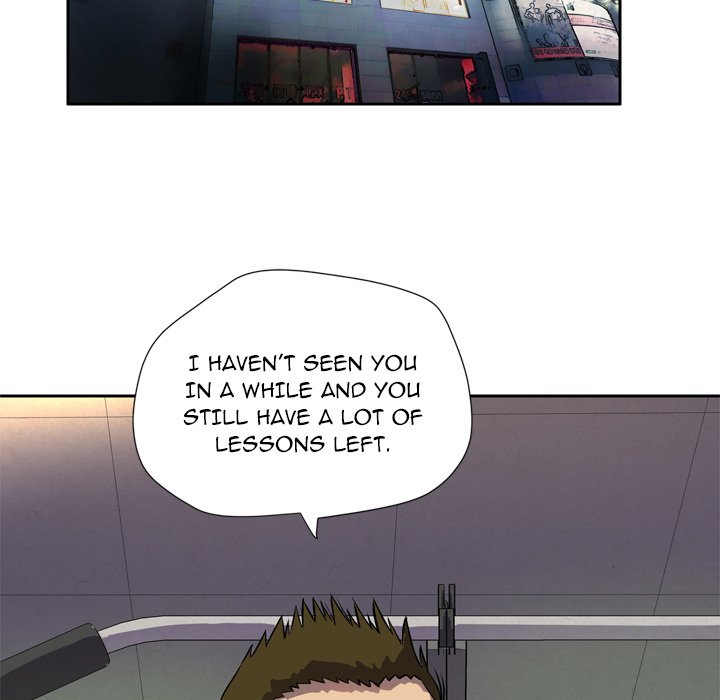 I HAVEN'T SEEN YOU
IN A WHILE AND YOU
STILL HAVE A LOT OF
LESSONS LEFT.